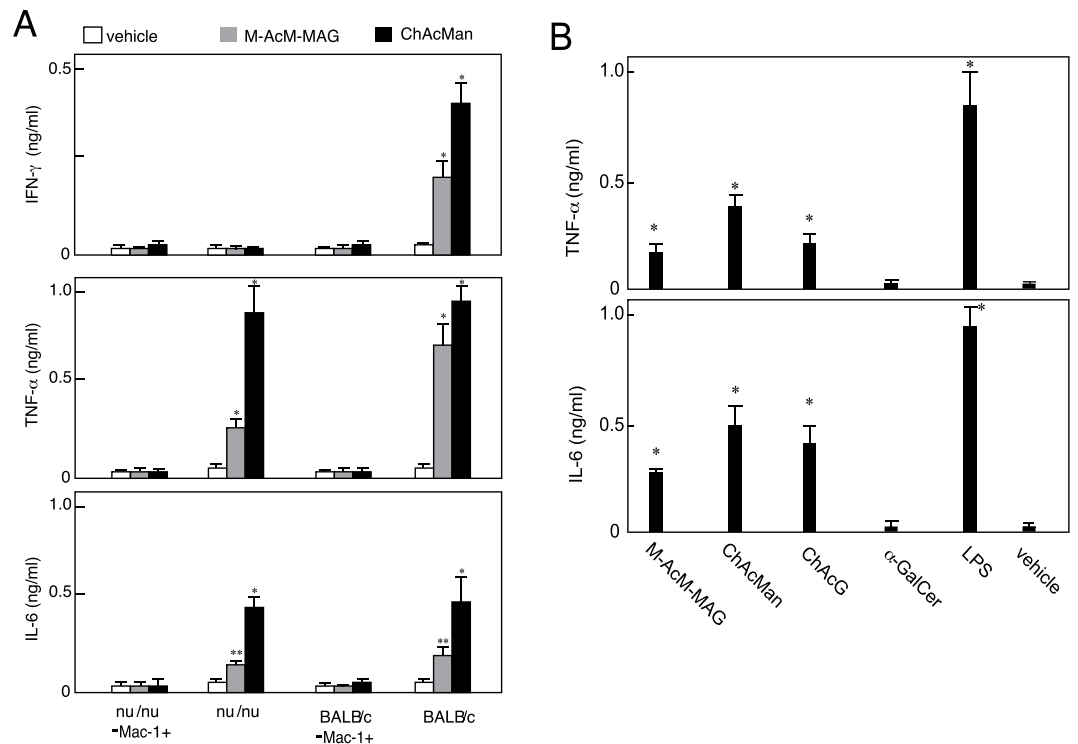 A
vehicle M-AcM-MAG ChAcMan
0.5
0
IFN-γ (ng/ml)
* *
1.0
0.5
0
TNF-α (ng/ml)
* * * *
1.0
0.5
0
IL-6 (ng/ml)
** * ** *
nu/nu -Mac-1+
nu/nu
BALB/c -Mac-1+
BALB/c
B
1.0
0.5
0
TNF-α (ng/ml)
* * * *
1.0
0.5
0
IL-6 (ng/ml)
* * * *
M-AcM-MAG
ChAcMan
ChAcG
α-GalCer
LPS
vehicle